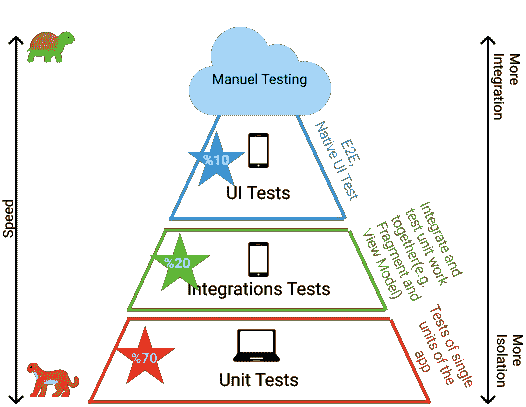 Manuel Testing
More
Integration
%10
UI Tests
E2E,
Native UI Test
Speed
%20
Integrations Tests
Integrate and
test unit work
together(e.g.
Fragment and
View Model)
%70
Unit Tests
Tests of single
units of the
app
More
Isolation